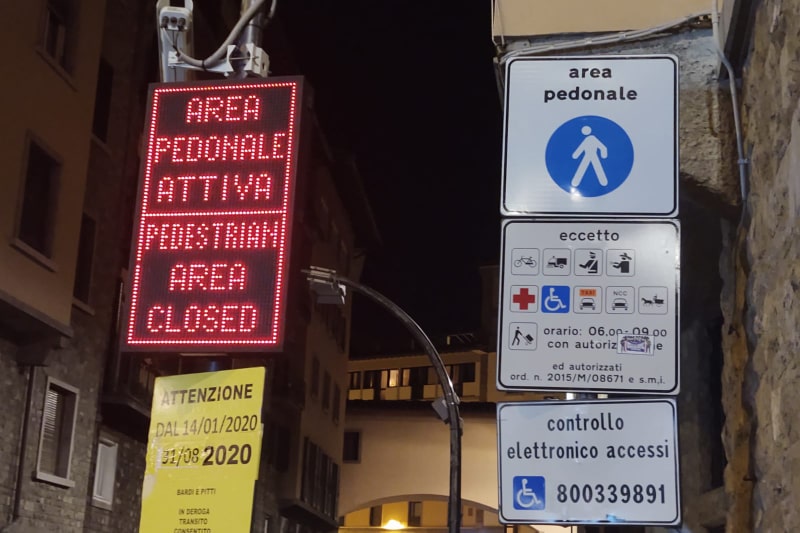 AREA
PEDONALE
ATTIVA
PEDESTRIAN
AREA
CLOSED
ATTENZIONE
DAL 14/01/2020
31/08 2020
BARDI E PITTI
IN DEROGA
TRANSITO
CONSENTITO
area
pedonale
eccetto
TAXI
NCC
orario: 06.00-09.00
con
ed autorizzati
ord. n. 2015/M/08671 e s.m.i.
controllo
elettronico accessi
800339891